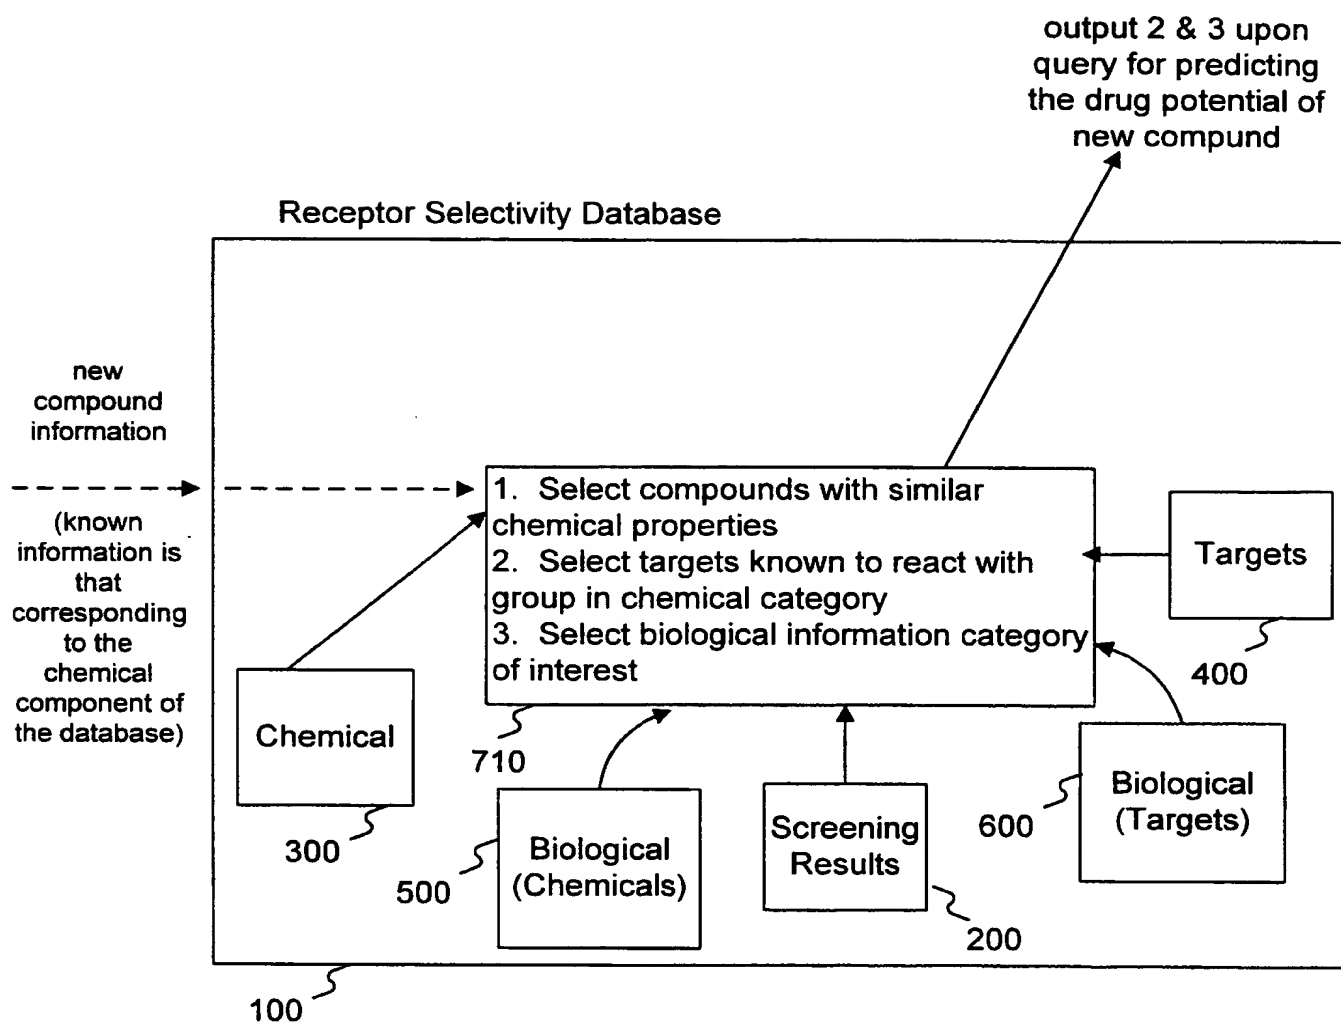 output 2 & 3 upon
query for predicting
the drug potential of
new compund
Receptor Selectivity Database
new
compound
information
(known
information is
that
corresponding
to the
chemical
component of
the database)
1. Select compounds with similar
chemical properties
2. Select targets known to react with
group in chemical category
3. Select biological information category
of interest
710
Targets
400
Chemical
300
Biological
(Chemicals)
500
Screening
Results
200
Biological
(Targets)
600
100